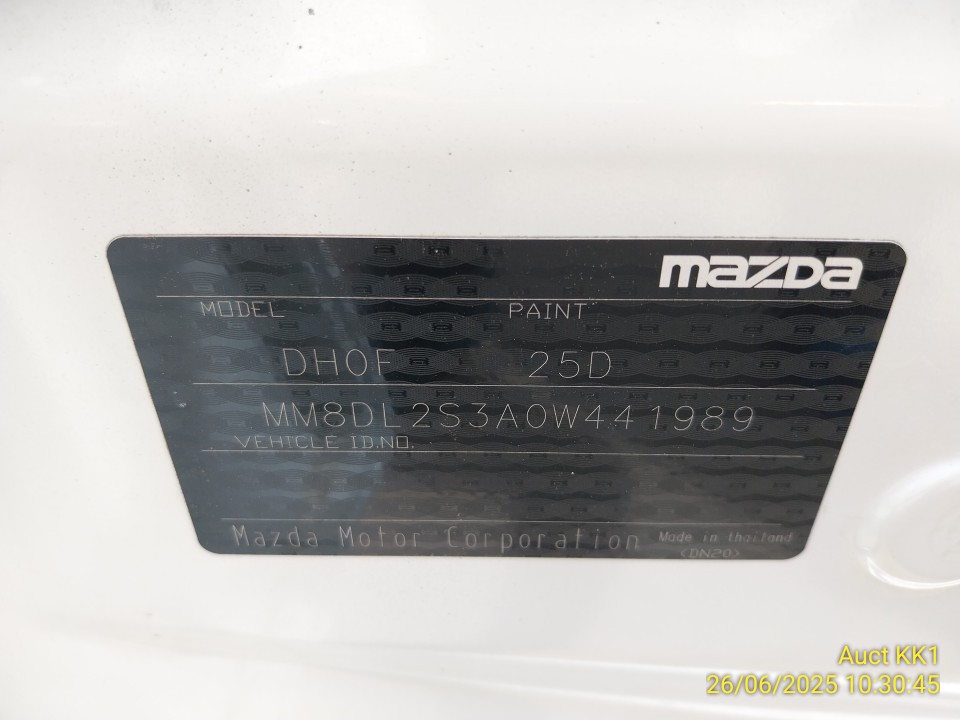 mazda
MODEL PAINT
DH0F 25D
MM8DL2S3A0W441989
VEHICLE ID.NO.
Mazda Motor Corporation Made in thailand
(DN20)
Auct KK1
26/06/2025 10:30:45